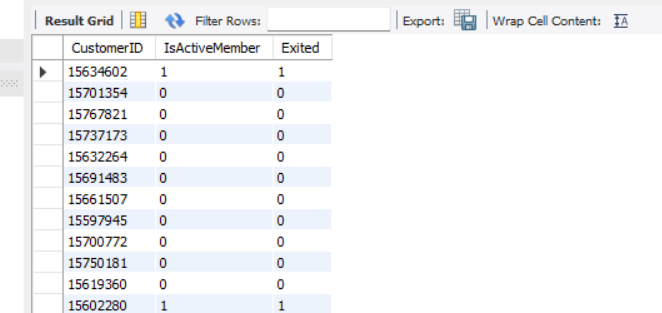 Result Grid Filter Rows: Export: Wrap Cell Content: IA
CustomerID IsActiveMember Exited
15634602 1 1
15701354 0 0
15767821 0 0
15737173 0 0
15632264 0 0
15691483 0 0
15661507 0 0
15597945 0 0
15700772 0 0
15750181 0 0
15619360 0 0
15602280 1 1